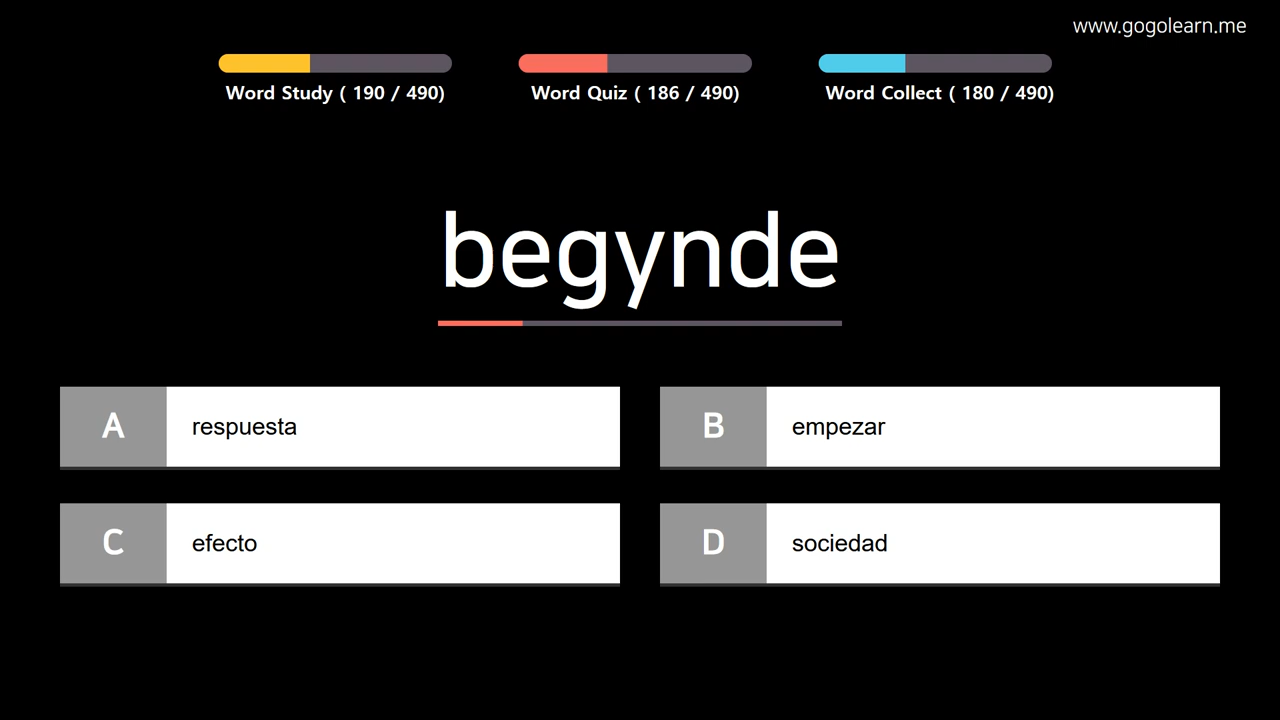 www.gogolearn.me
Word Study ( 190 / 490)
Word Quiz ( 186 / 490)
Word Collect ( 180 / 490)
begynde
A respuesta
B empezar
C efecto
D sociedad